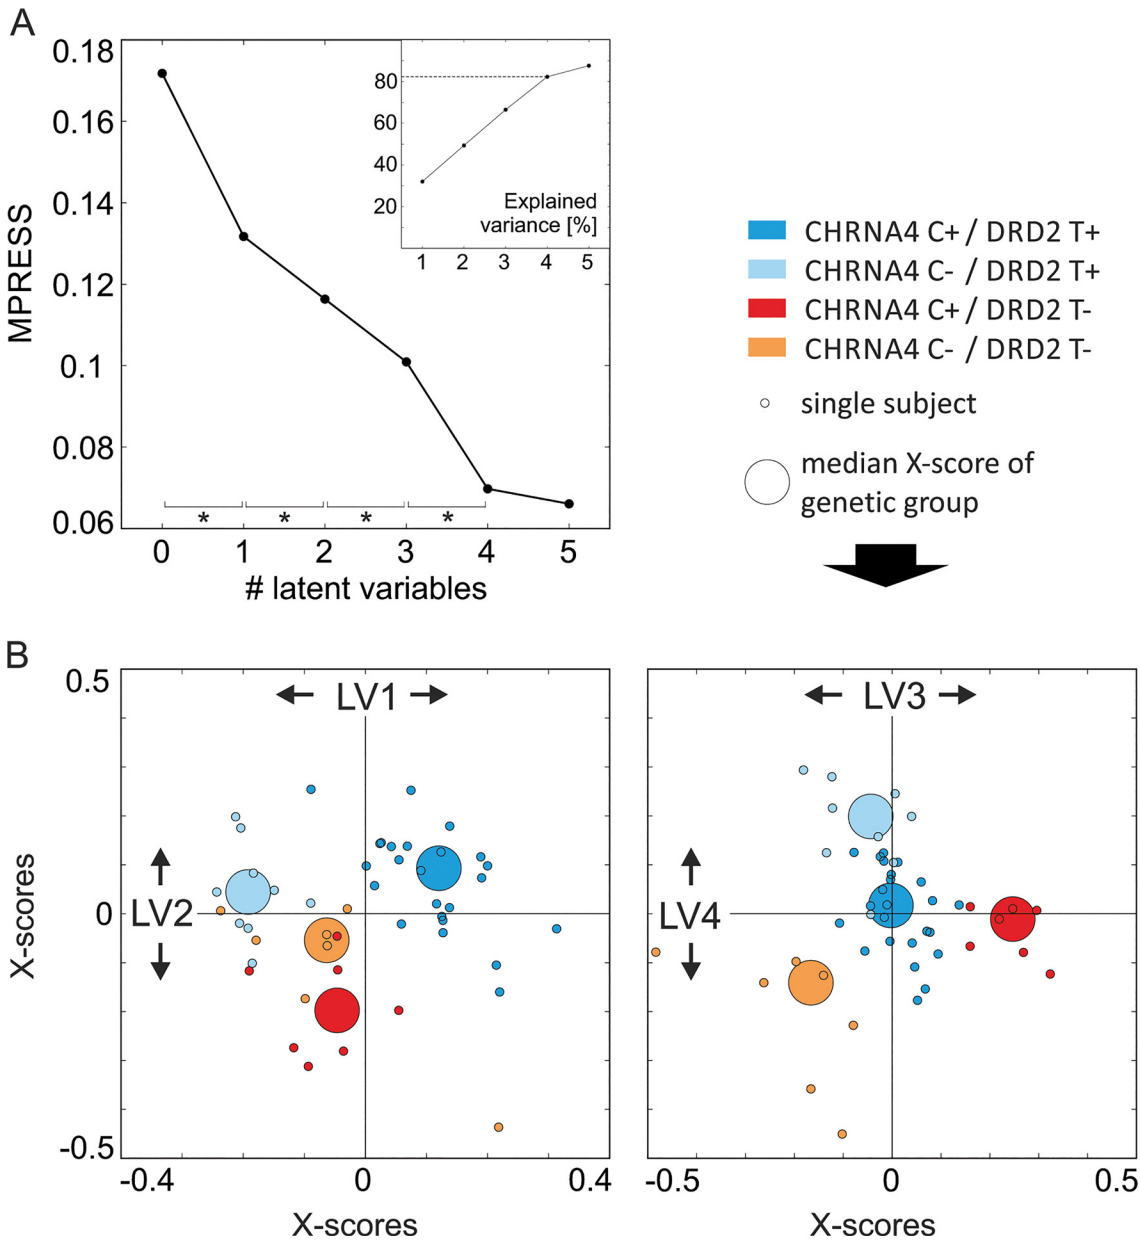 A
0.18
0.16
0.14
0.12
0.1
0.08
0.06
MPRESS
0 1 2 3 4 5
# latent variables
* * * *
80
60
40
20
Explained
variance [%]
1 2 3 4 5
CHRNA4 C+ / DRD2 T+
CHRNA4 C- / DRD2 T+
CHRNA4 C+ / DRD2 T-
CHRNA4 C- / DRD2 T-
single subject
median X-score of
genetic group
B
0.5
0
-0.5
X-scores
LV1
LV2
-0.4 0 0.4
X-scores
LV3
LV4
-0.5 0 0.5
X-scores